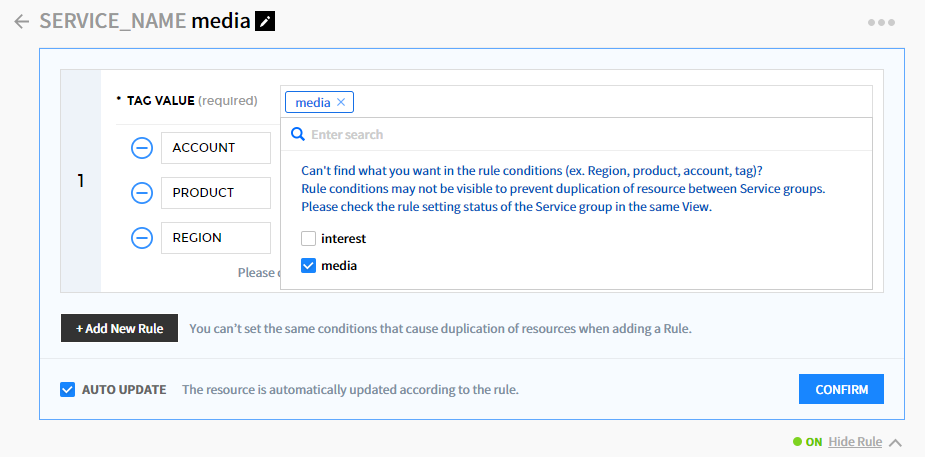 SERVICE_NAME media
1
* TAG VALUE (required)
media ×
Enter search
Can't find what you want in the rule conditions (ex. Region, product, account, tag)?
Rule conditions may not be visible to prevent duplication of resource between Service groups.
Please check the rule setting status of the Service group in the same View.
interest
media
ACCOUNT
PRODUCT
REGION
Please
+ Add New Rule
You can't set the same conditions that cause duplication of resources when adding a Rule.
AUTO UPDATE
The resource is automatically updated according to the rule.
CONFIRM
ON Hide Rule